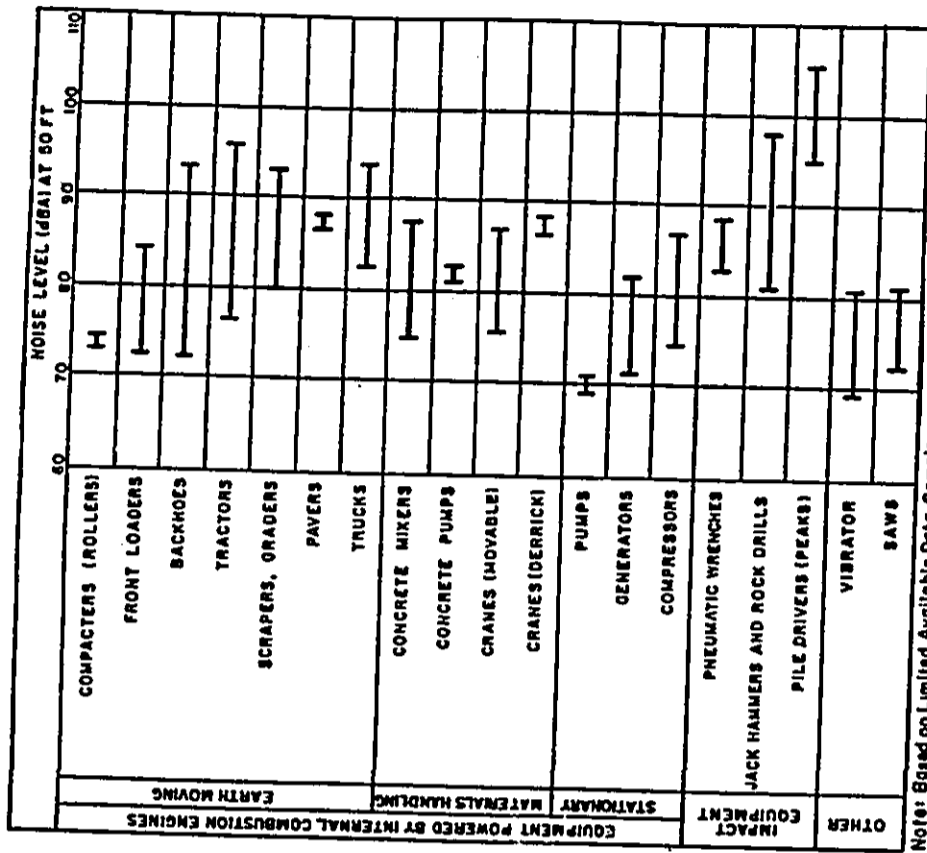 NOISE LEVEL (dBA) AT 50 FT
60 70 80 90 100 110
EQUIPMENT POWERED BY INTERNAL COMBUSTION ENGINES
EARTH MOVING
COMPACTERS (ROLLERS)
FRONT LOADERS
BACKHOES
TRACTORS
SCRAPERS, GRADERS
PAVERS
TRUCKS
MATERIALS HANDLING
CONCRETE MIXERS
CONCRETE PUMPS
CRANES (MOVABLE)
CRANES (DERRICK)
STATIONARY
PUMPS
GENERATORS
COMPRESSORS
IMPACT
EQUIPMENT
PNEUMATIC WRENCHES
JACK HAMMERS AND ROCK DRILLS
PILE DRIVERS (PEAKS)
OTHER
VIBRATOR
SAWS
Note: Based on Limited Available Data